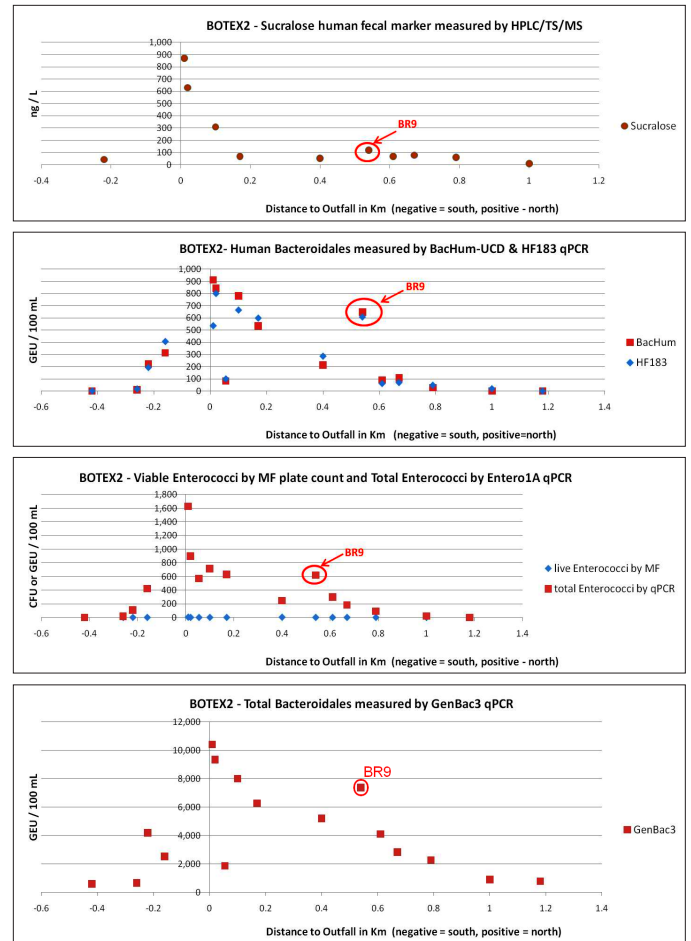 BOTEX2 - Sucralose human fecal marker measured by HPLC/TS/MS
1,000
900
800
700
600
500
400
300
200
100
0
ng / L
BR9
Sucralose
-0.4 -0.2 0 0.2 0.4 0.6 0.8 1 1.2
Distance to Outfall in Km (negative = south, positive - north)
BOTEX2- Human Bacteroidales measured by BacHum-UCD & HF183 qPCR
1,000
900
800
700
600
500
400
300
200
100
0
GEU / 100 mL
BR9
BacHum
HF183
-0.6 -0.4 -0.2 0 0.2 0.4 0.6 0.8 1 1.2 1.4
Distance to Outfall in Km (negative = south, positive=north)
BOTEX2 - Viable Enterococci by MF plate count and Total Enterococci by Entero1A qPCR
1,800
1,600
1,400
1,200
1,000
800
600
400
200
0
CFU or GEU / 100 mL
BR9
live Enterococci by MF
total Enterococci by qPCR
-0.6 -0.4 -0.2 0 0.2 0.4 0.6 0.8 1 1.2 1.4
Distance to Outfall in Km (negative = south, positive - north)
BOTEX2 - Total Bacteroidales measured by GenBac3 qPCR
12,000
10,000
8,000
6,000
4,000
2,000
0
GEU / 100 mL
BR9
GenBac3
-0.6 -0.4 -0.2 0 0.2 0.4 0.6 0.8 1 1.2 1.4
Distance to Outfall in Km (negative = south, positive = north)